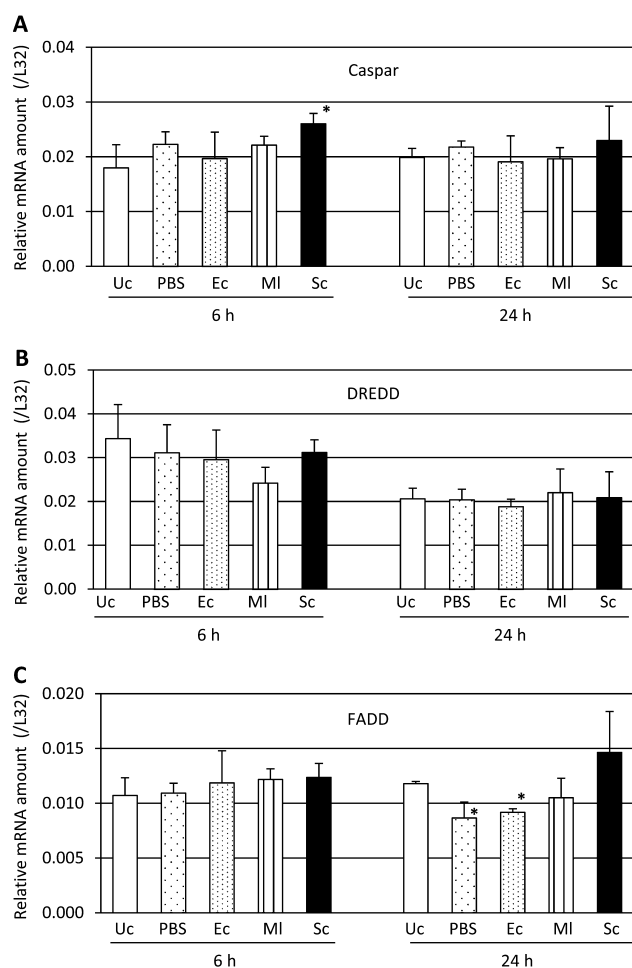 A
Relative mRNA amount (/L32)
0.04
0.03
0.02
0.01
0.00
Caspar
*
Uc PBS Ec Ml Sc Uc PBS Ec Ml Sc
6 h 24 h
B
Relative mRNA amount (/L32)
0.05
0.04
0.03
0.02
0.01
0.00
DREDD
Uc PBS Ec Ml Sc Uc PBS Ec Ml Sc
6 h 24 h
C
Relative mRNA amount (/L32)
0.020
0.015
0.010
0.005
0.000
FADD
* *
Uc PBS Ec Ml Sc Uc PBS Ec Ml Sc
6 h 24 h